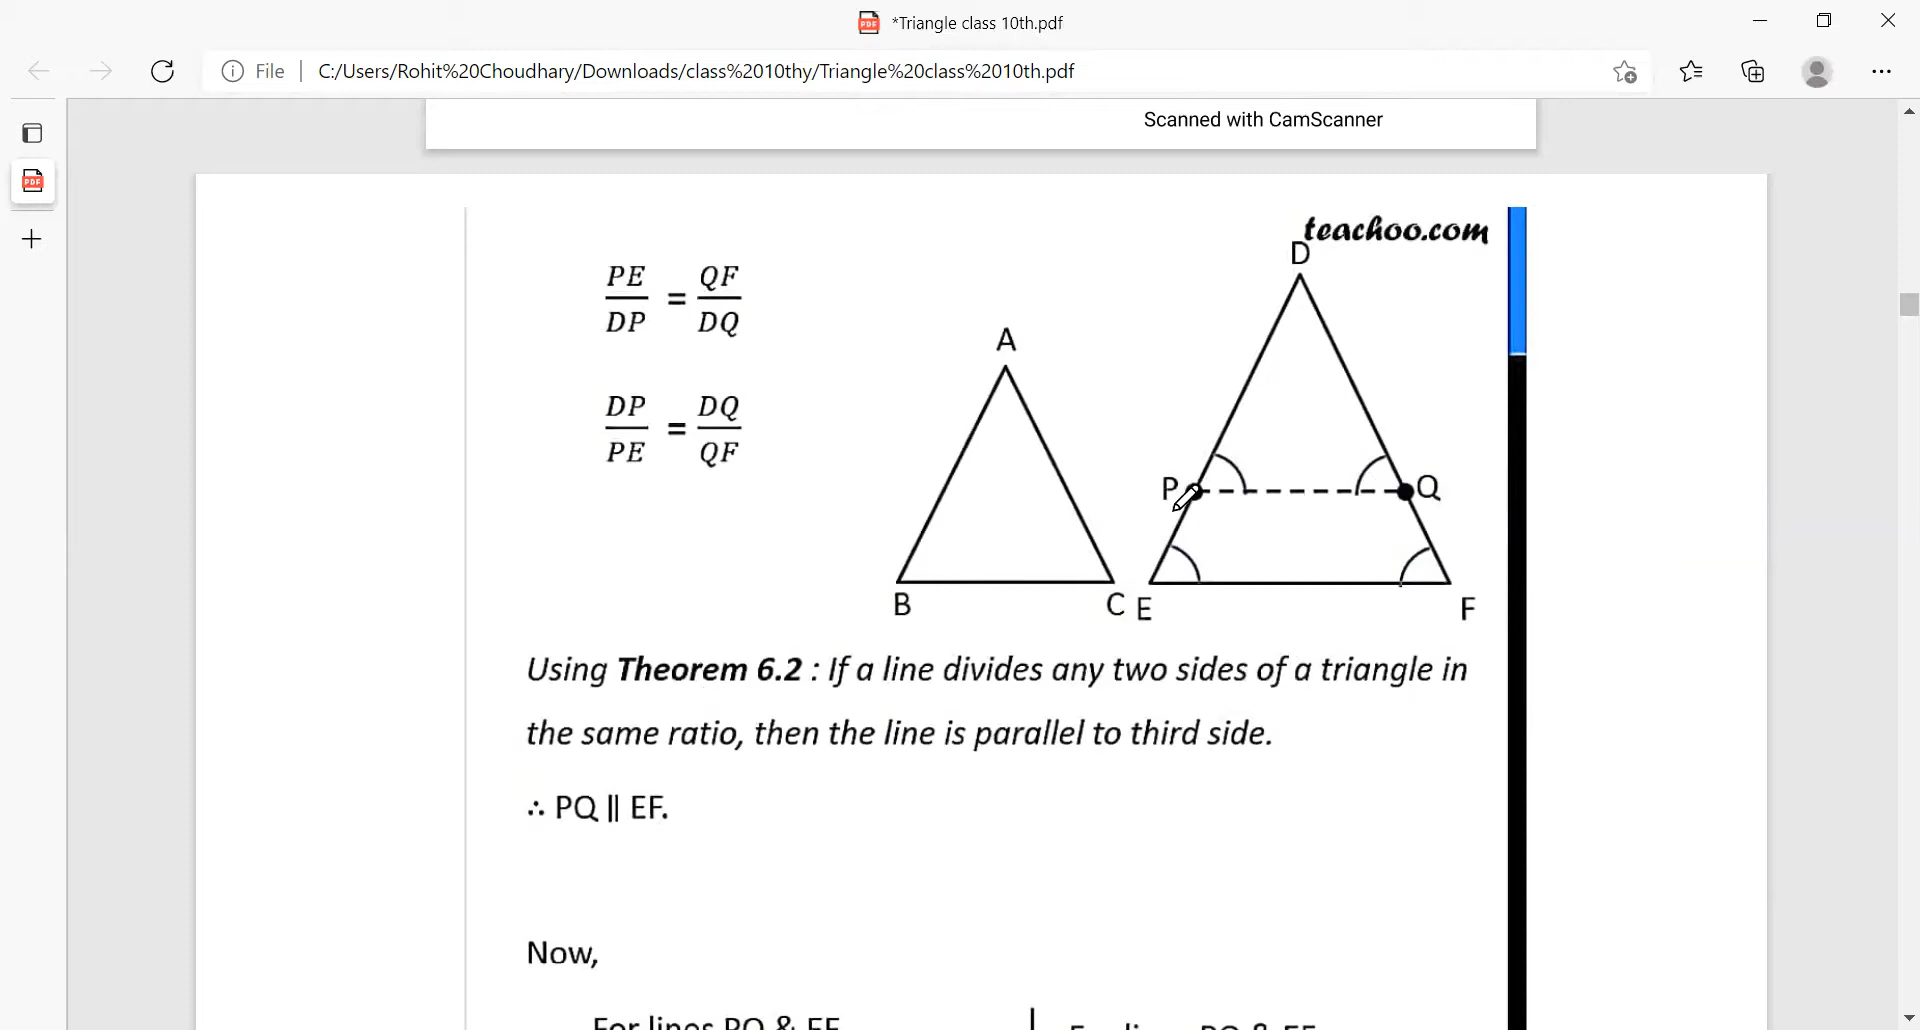 *Triangle class 10th.pdf
File
C:/Users/Rohit%20Choudhary/Downloads/class%2010thy/Triangle%20class%2010th.pdf
Scanned with CamScanner
teachoo.com
PE/DP = QF/DQ
DP/PE = DQ/QF
A
B
C
D
P
Q
E
F
Using Theorem 6.2 : If a line divides any two sides of a triangle in
the same ratio, then the line is parallel to third side.
∴ PQ || EF.
Now,
For lines PQ & EF